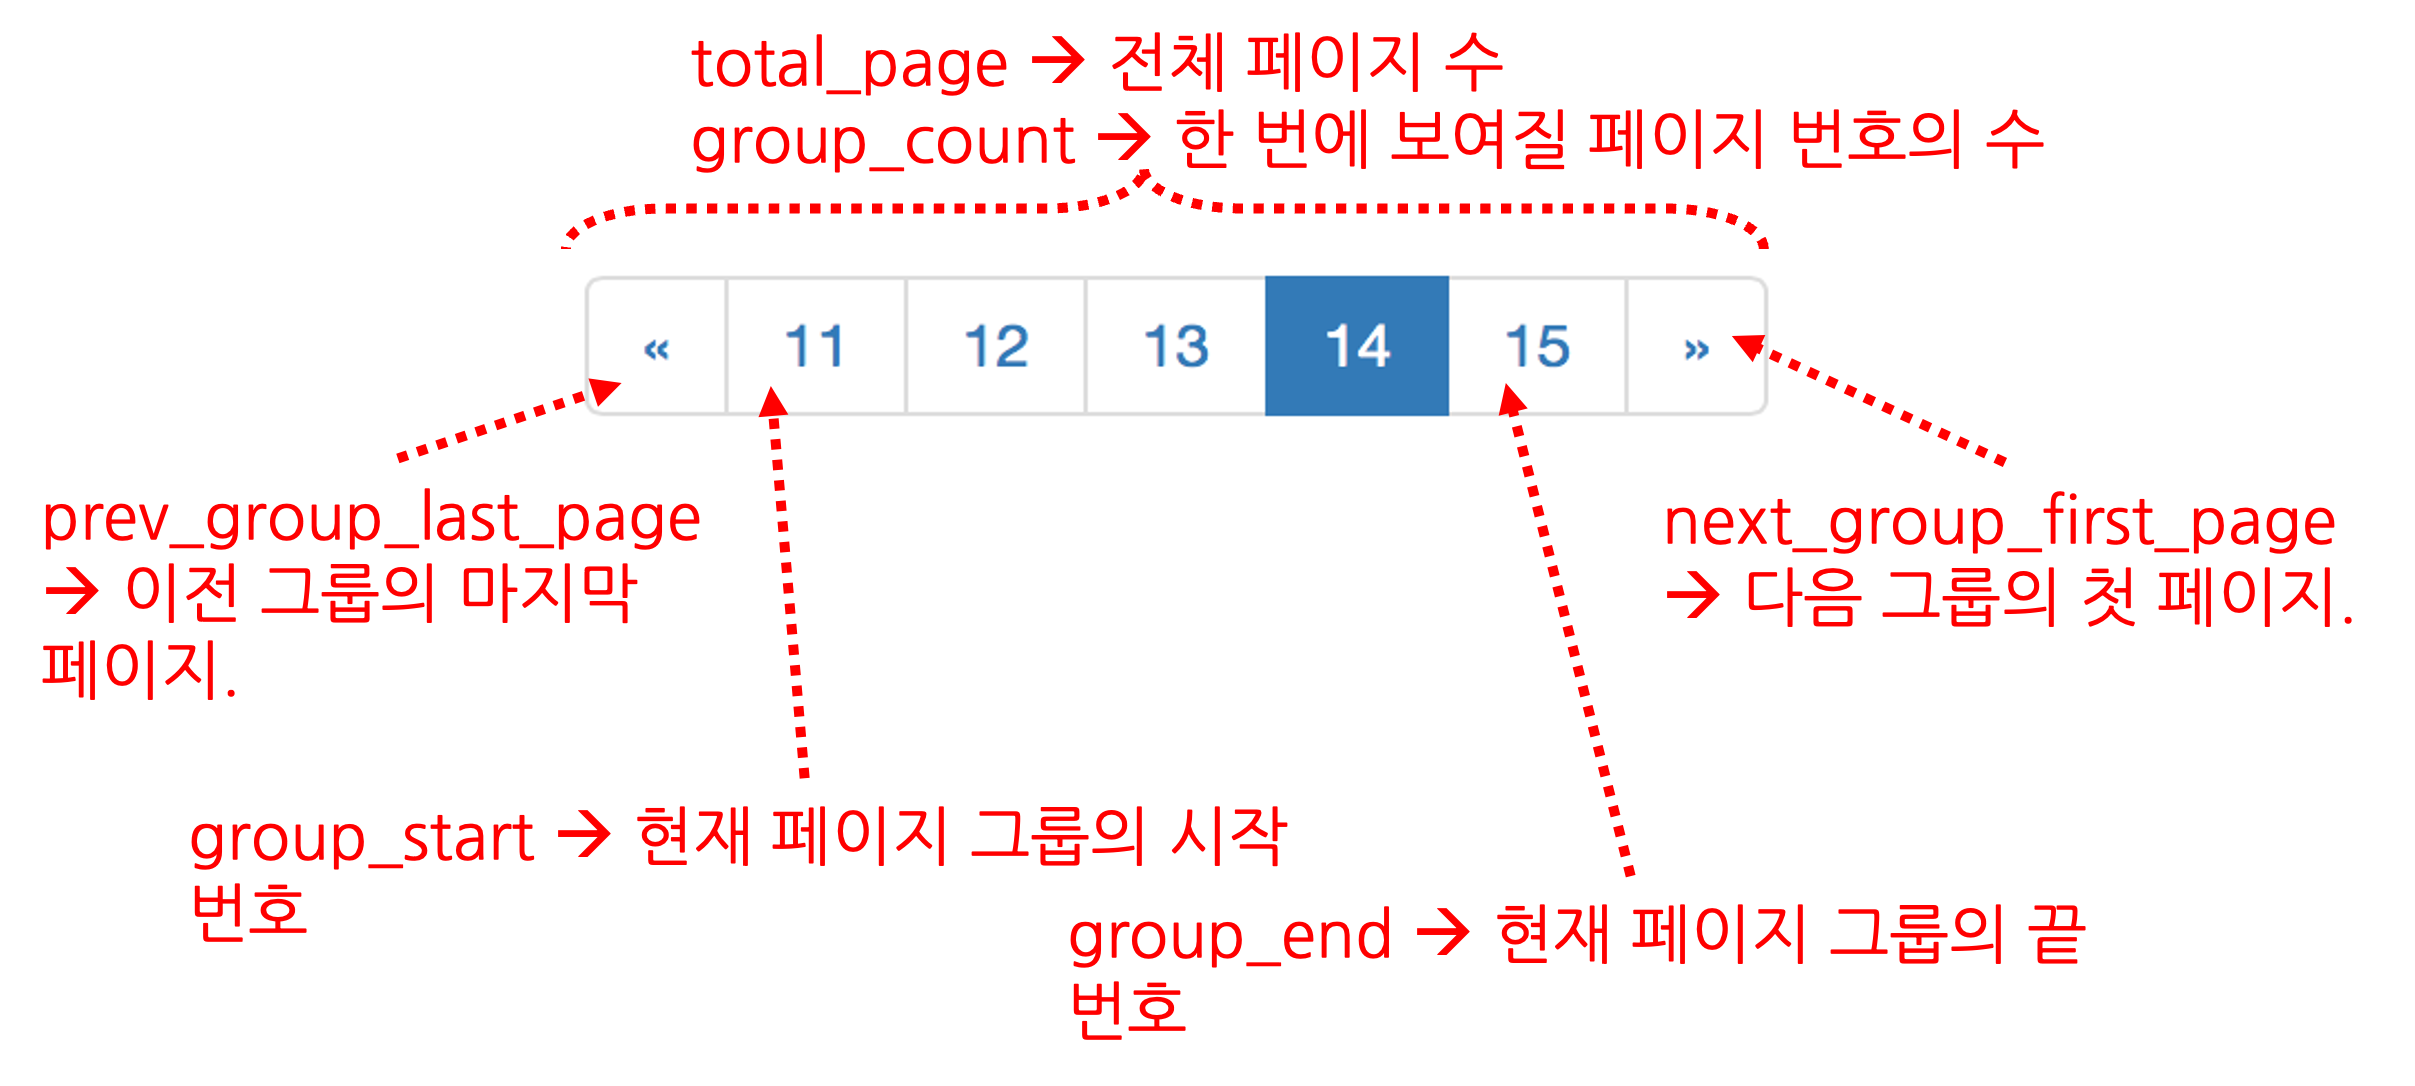 total_page → 전체 페이지 수
group_count → 한 번에 보여질 페이지 번호의 수
« 11 12 13 14 15 »
prev_group_last_page
→ 이전 그룹의 마지막
페이지.
next_group_first_page
→ 다음 그룹의 첫 페이지.
group_start → 현재 페이지 그룹의 시작
번호
group_end → 현재 페이지 그룹의 끝
번호